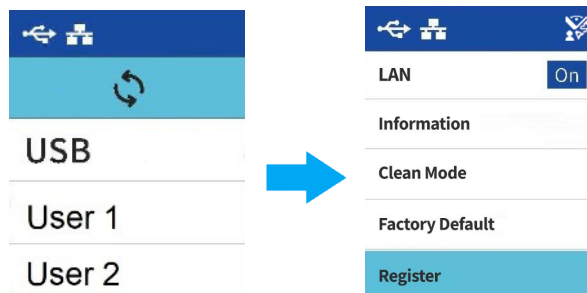 USB
User 1
User 2
LAN On
Information
Clean Mode
Factory Default
Register